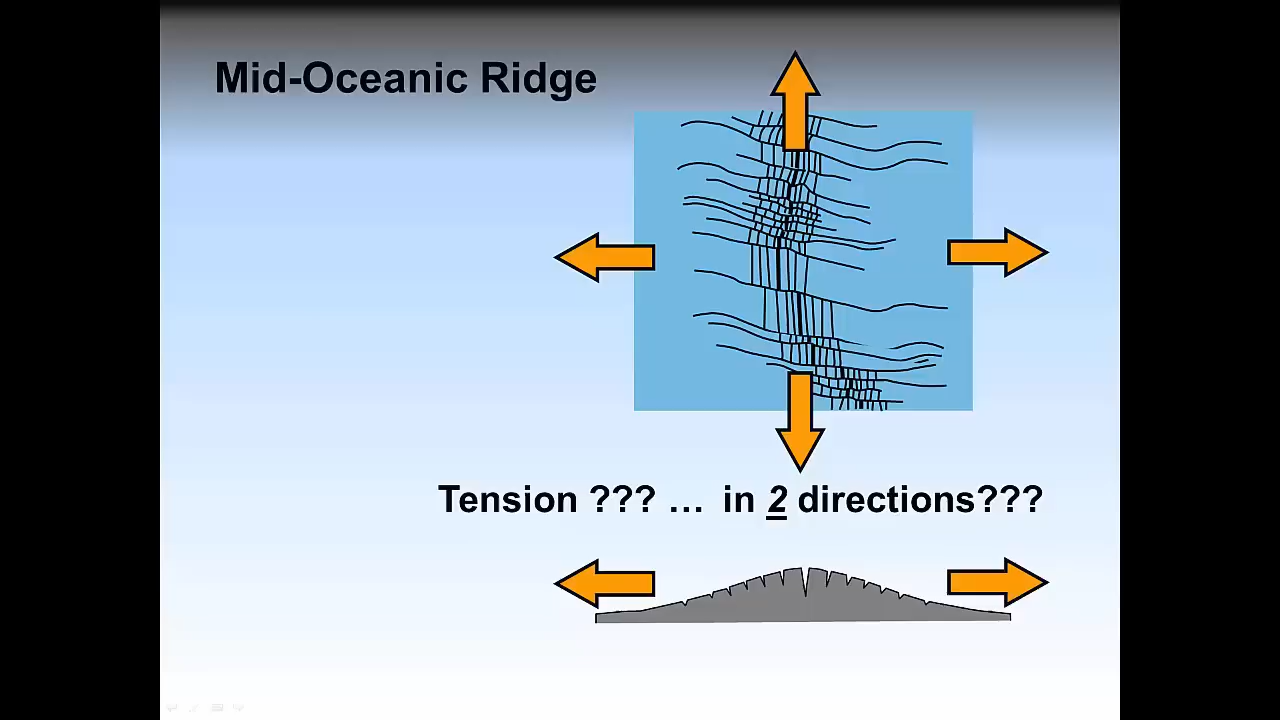 Mid-Oceanic Ridge
Tension ??? … in 2 directions???